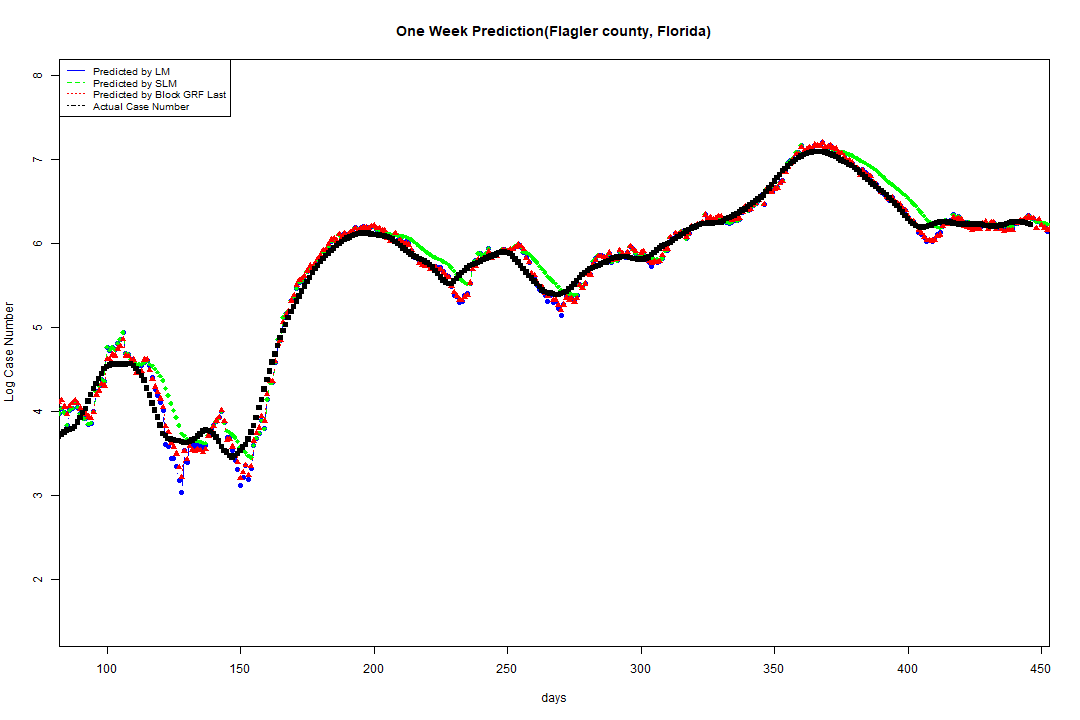 One Week Prediction(Flagler county, Florida)
Predicted by LM
Predicted by SLM
Predicted by Block GRF Last
Actual Case Number
8
7
6
5
4
3
2
Log Case Number
100 150 200 250 300 350 400 450
days